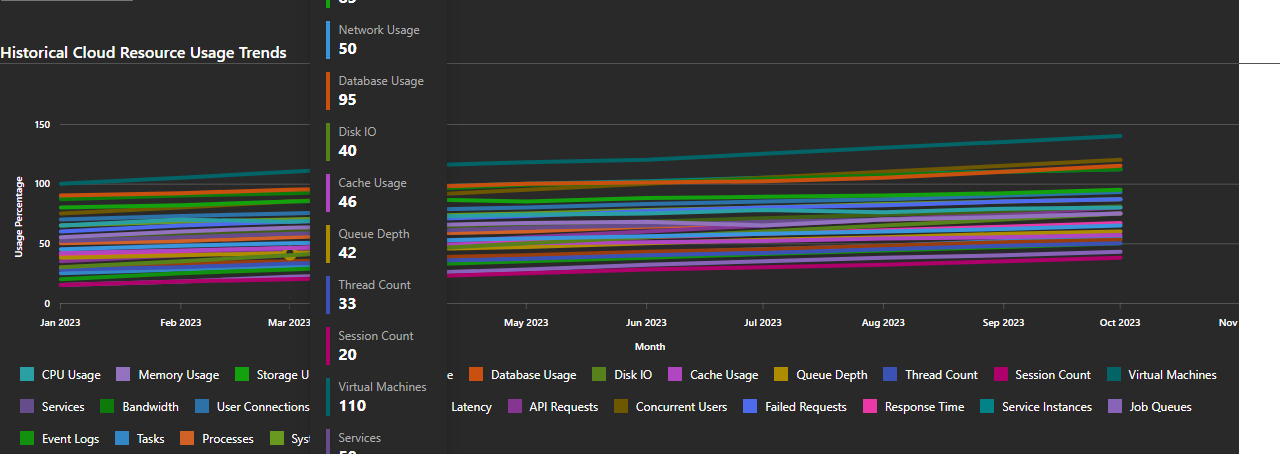 85
Network Usage
50
Historical Cloud Resource Usage Trends
Database Usage
95
Disk IO
40
Cache Usage
46
Queue Depth
42
Thread Count
33
Session Count
20
Virtual Machines
110
Services
150
100
50
0
Usage Percentage
Jan 2023 Feb 2023 Mar 2023 May 2023 Jun 2023 Jul 2023 Aug 2023 Sep 2023 Oct 2023 Nov
Month
CPU Usage Memory Usage Storage U e Database Usage Disk IO Cache Usage Queue Depth Thread Count Session Count Virtual Machines
Services Bandwidth User Connections Latency API Requests Concurrent Users Failed Requests Response Time Service Instances Job Queues
Event Logs Tasks Processes Syst